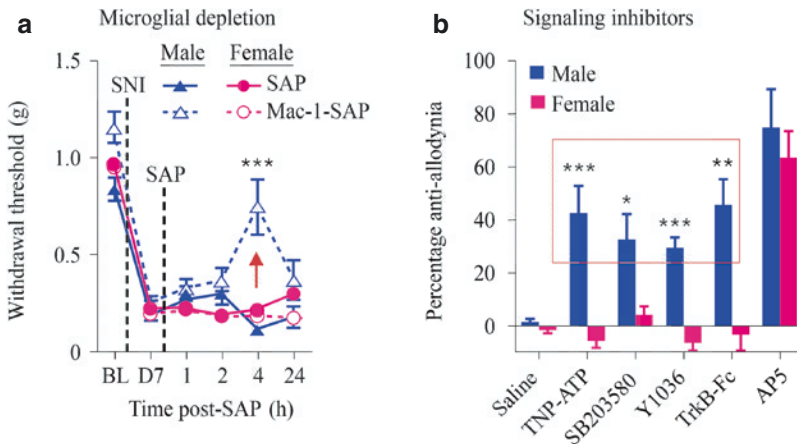 a Microglial depletion
Withdrawal threshold (g)
1.5
1.0
0.5
0
SNI
SAP
Male Female
SAP
Mac-1-SAP
***
BL D7 1 2 4 24
Time post-SAP (h)
b Signaling inhibitors
Percentage anti-allodynia
100
80
60
40
20
0
Male
Female
*** * *** **
Saline TNP-ATP SB203580 Y1036 TrkB-Fc AP5